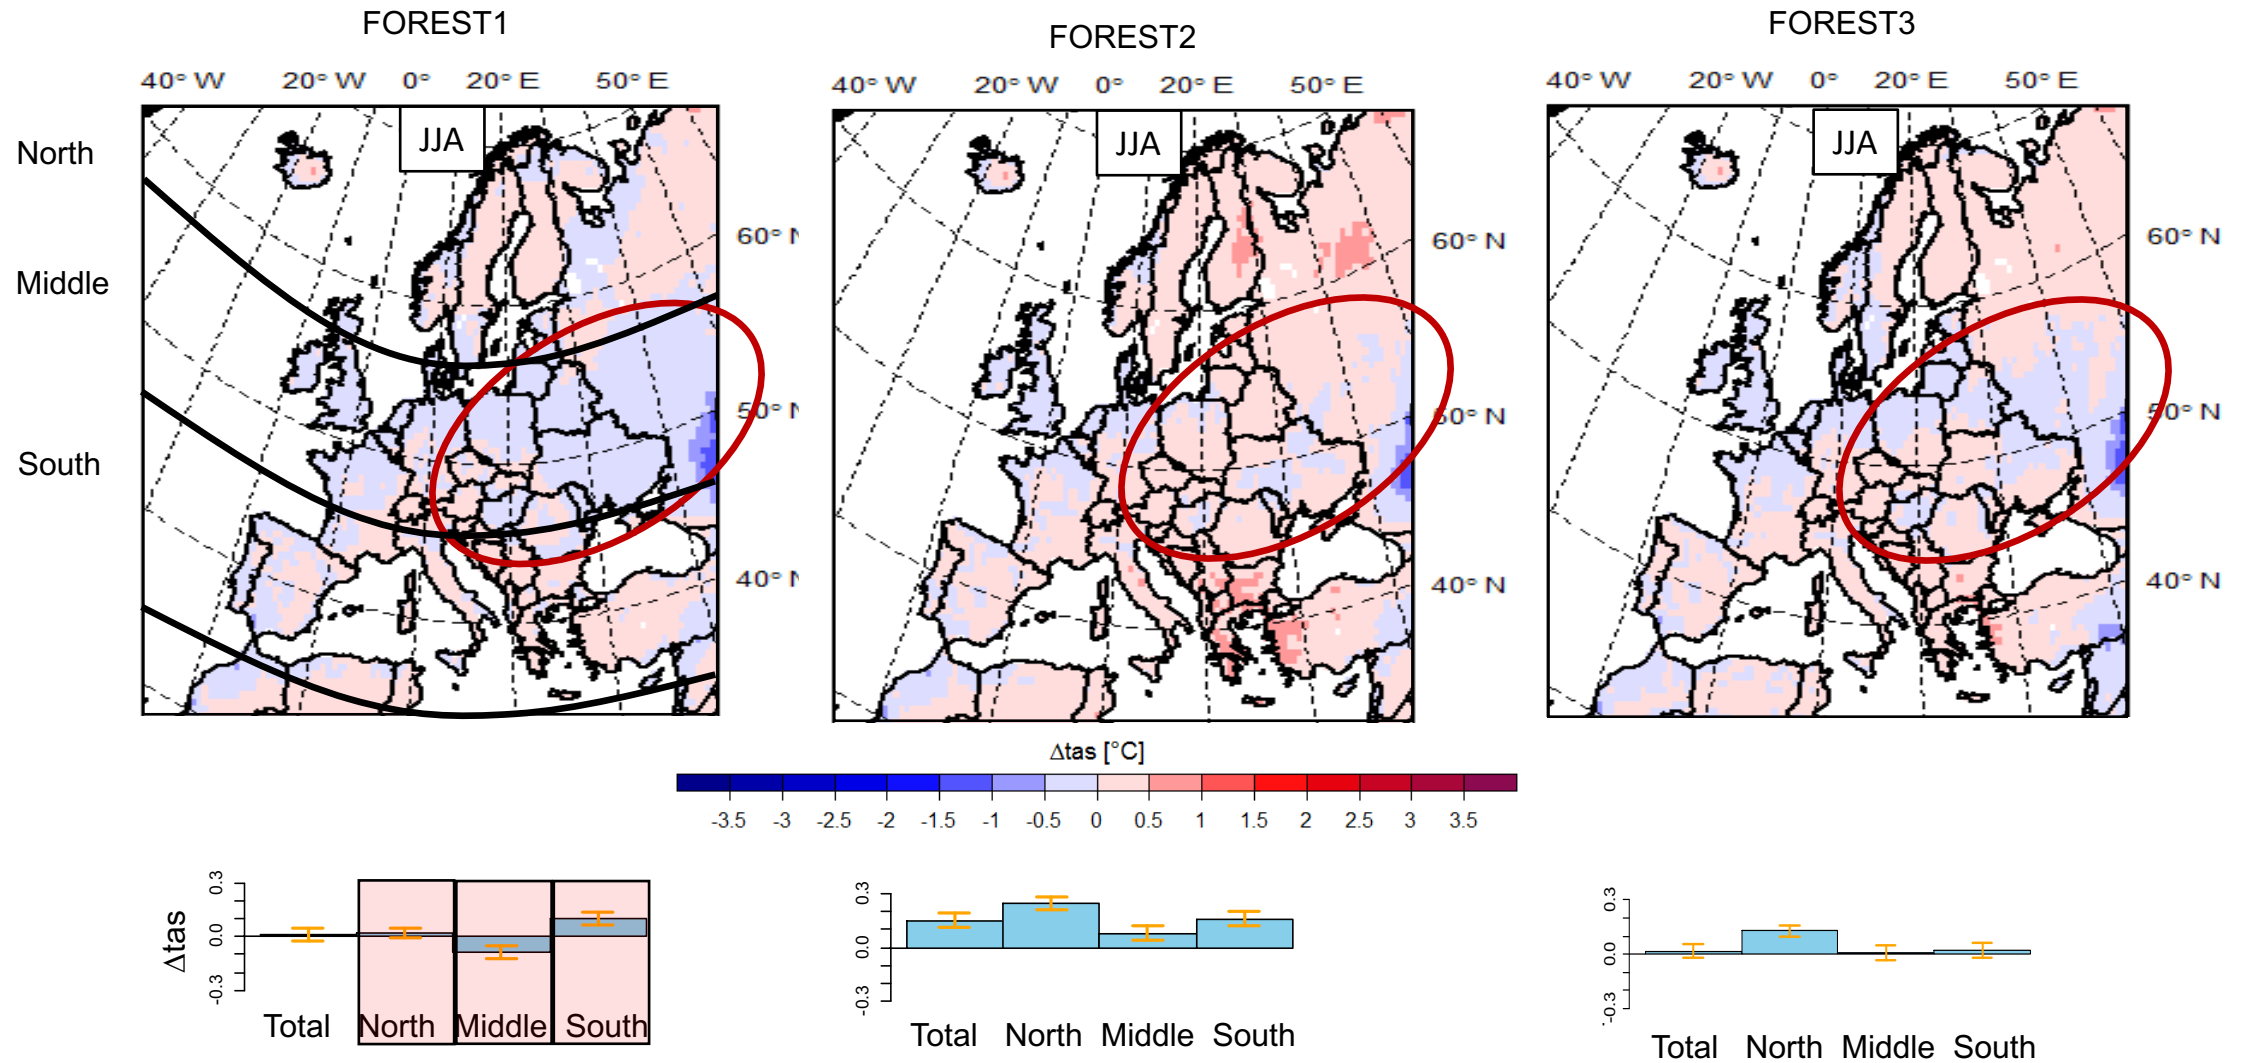 FOREST1
FOREST2
FOREST3
40° W 20° W 0° 20° E 50° E
40° W 20° W 0° 20° E 50° E
40° W 20° W 0° 20° E 50° E
JJA
JJA
JJA
North
Middle
South
60° N
50° N
40° N
60° N
50° N
40° N
60° N
50° N
40° N
Δtas [°C]
-3.5 -3 -2.5 -2 -1.5 -1 -0.5 0 0.5 1 1.5 2 2.5 3 3.5
Δtas
0.3
0.0
-0.3
Total North Middle South
0.3
0.0
-0.3
Total North Middle South
0.3
0.0
-0.3
Total North Middle South